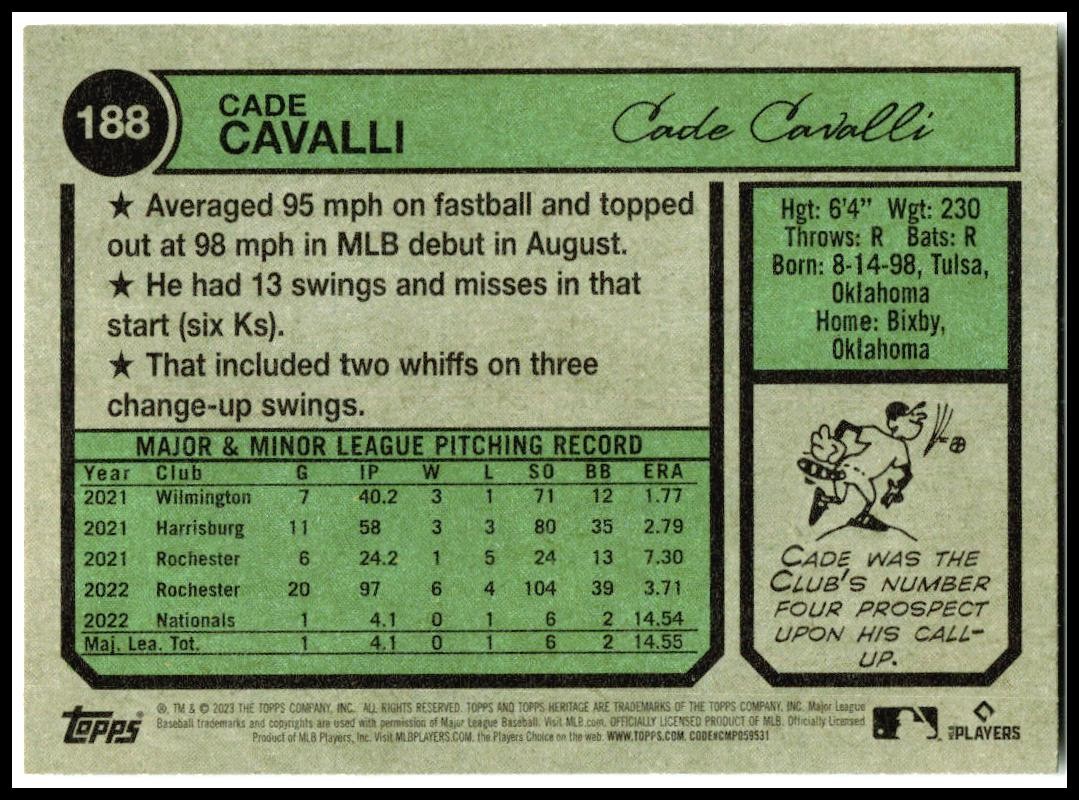 188
CADE
CAVALLI
Cade Cavalli
★ Averaged 95 mph on fastball and topped
out at 98 mph in MLB debut in August.
★ He had 13 swings and misses in that
start (six Ks).
★ That included two whiffs on three
change-up swings.
Hgt: 6'4” Wgt: 230
Throws: R Bats: R
Born: 8-14-98, Tulsa,
Oklahoma
Home: Bixby,
Oklahoma
MAJOR & MINOR LEAGUE PITCHING RECORD
Year Club G IP W L SO BB ERA
2021 Wilmington 7 40.2 3 1 71 12 1.77
2021 Harrisburg 11 58 3 3 80 35 2.79
2021 Rochester 6 24.2 1 5 24 13 7.30
2022 Rochester 20 97 6 4 104 39 3.71
2022 Nationals 1 4.1 0 1 6 2 14.54
Maj. Lea. Tot. 1 4.1 0 1 6 2 14.55
CADE WAS THE
CLUB'S NUMBER
FOUR PROSPECT
UPON HIS CALL-
UP.
Topps
®, TM & © 2023 THE TOPPS COMPANY, INC. ALL RIGHTS RESERVED. TOPPS AND TOPPS HERITAGE ARE TRADEMARKS OF THE TOPPS COMPANY, INC. Major League
Baseball trademarks and copyrights are used with permission of Major League Baseball. Visit MLB.com. OFFICIALLY LICENSED PRODUCT OF MLB. Officially Licensed
Product of MLB Players, Inc. Visit MLBPLAYERS.COM, the Players Choice on the web. WWW.TOPPS.COM. CODE#CMP059531
MLB PLAYERS